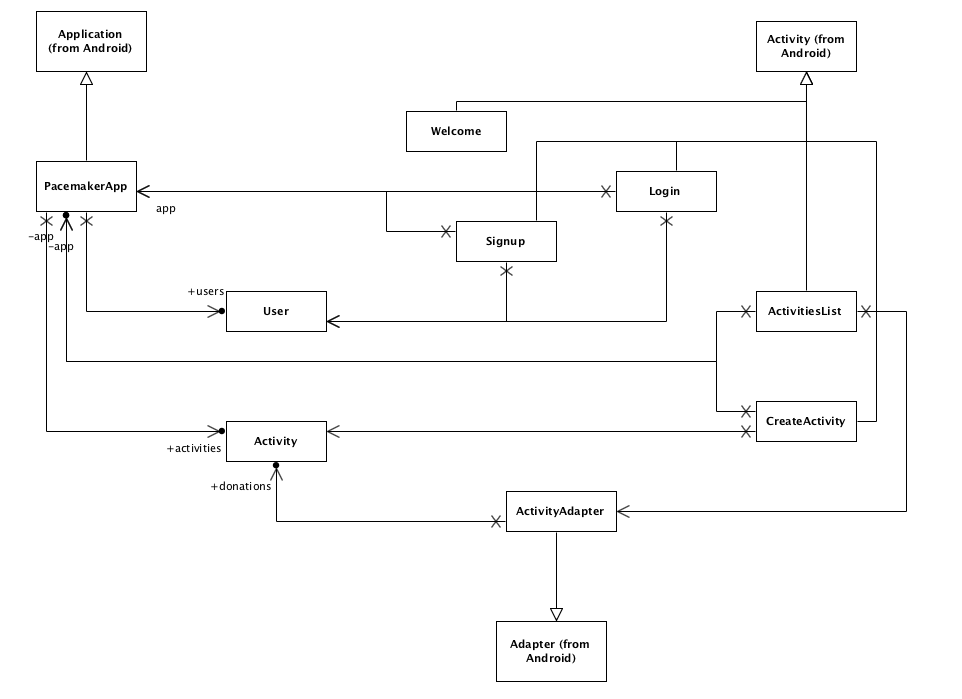 Application
(from Android)
Activity (from
Android)
Welcome
PacemakerApp
Login
app
Signup
-app
-app
+users
User
ActivitiesList
CreateActivity
Activity
+activities
+donations
ActivityAdapter
Adapter (from
Android)